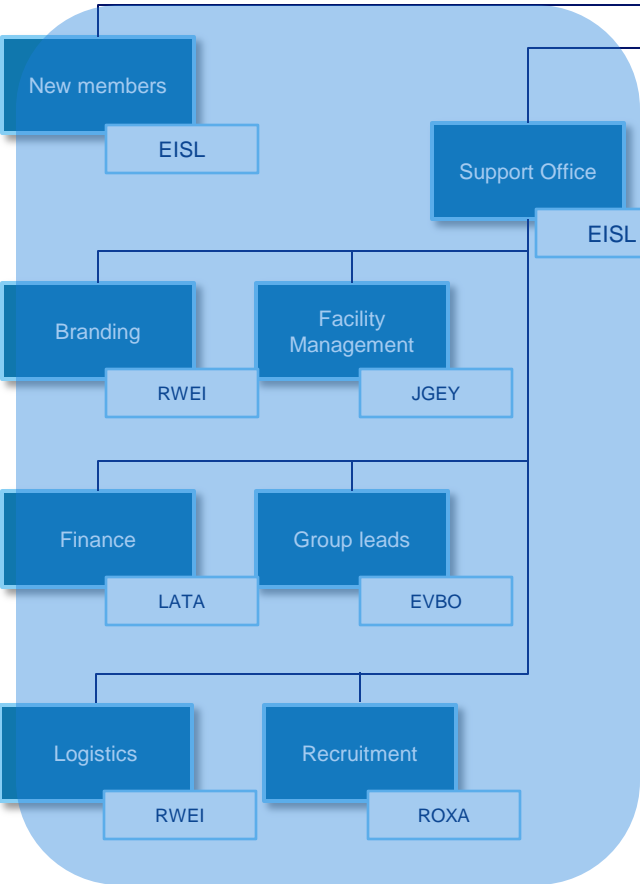 New members
EISL
Support Office
EISL
Branding
RWEI
Facility
Management
JGEY
Finance
LATA
Group leads
EVBO
Logistics
RWEI
Recruitment
ROXA